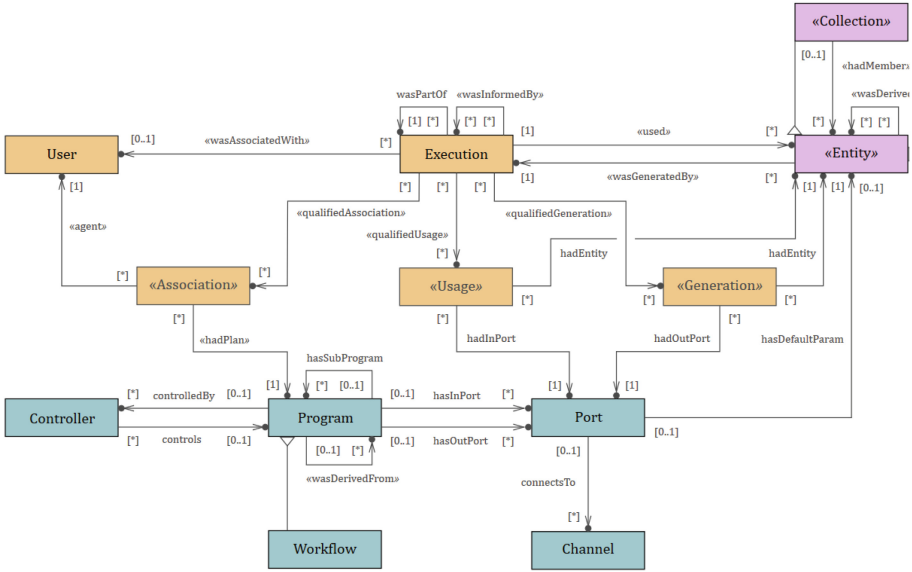 «Collection»
[0..1]
«hadMember»
wasPartOf
«wasInformedBy»
«wasDerived
[1] [*]
[*] [*]
[*] [*]
User
[0..1]
«wasAssociatedWith»
[*]
Execution
[1]
«used»
[*]
«Entity»
[1]
[*]
[*]
[*]
[1]
«wasGeneratedBy»
[*]
[1]
[1]
[0..1]
«agent»
«qualifiedAssociation»
«qualifiedUsage»
«qualifiedGeneration»
hadEntity
hadEntity
[*]
[*]
[*]
[*]
«Association»
«Usage»
[*]
«Generation»
[*]
[*]
[*]
[*]
«hadPlan»
hadInPort
hadOutPort
hasDefaultParam
hasSubProgram
[*]
controlledBy
[0..1]
[1]
[*]
[0..1]
[0..1]
hasInPort
[*]
[1]
[1]
Controller
Program
Port
[*]
controls
[0..1]
[0..1]
[*]
[0..1]
hasOutPort
[*]
[0..1]
[0..1]
«wasDerivedFrom»
connectsTo
[*]
Workflow
Channel